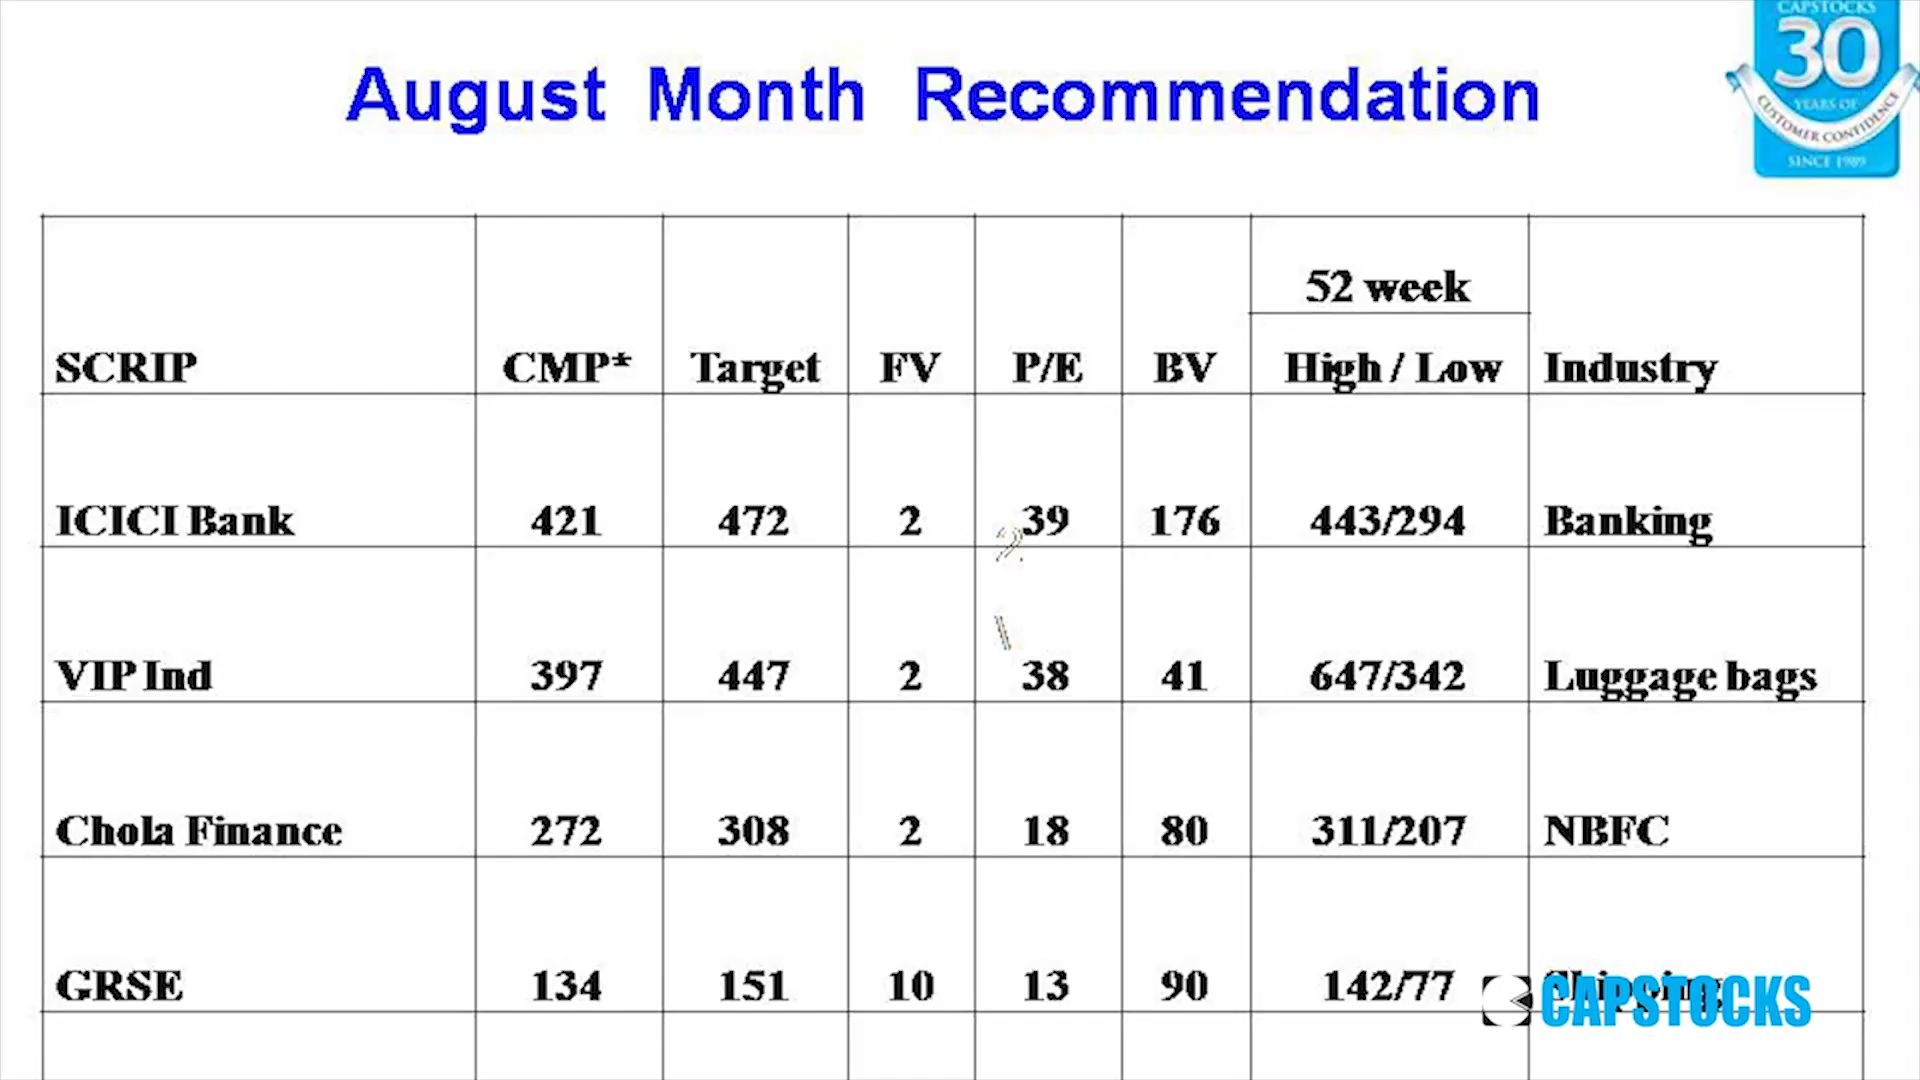 CAPSTOCKS
30
YEARS OF
CUSTOMER CONFIDENCE
SINCE 1989
August Month Recommendation
52 week
SCRIP CMP* Target FV P/E BV High / Low Industry
ICICI Bank 421 472 2 39 176 443/294 Banking
VIP Ind 397 447 2 38 41 647/342 Luggage bags
Chola Finance 272 308 2 18 80 311/207 NBFC
GRSE 134 151 10 13 90 142/77
CAPSTOCKS